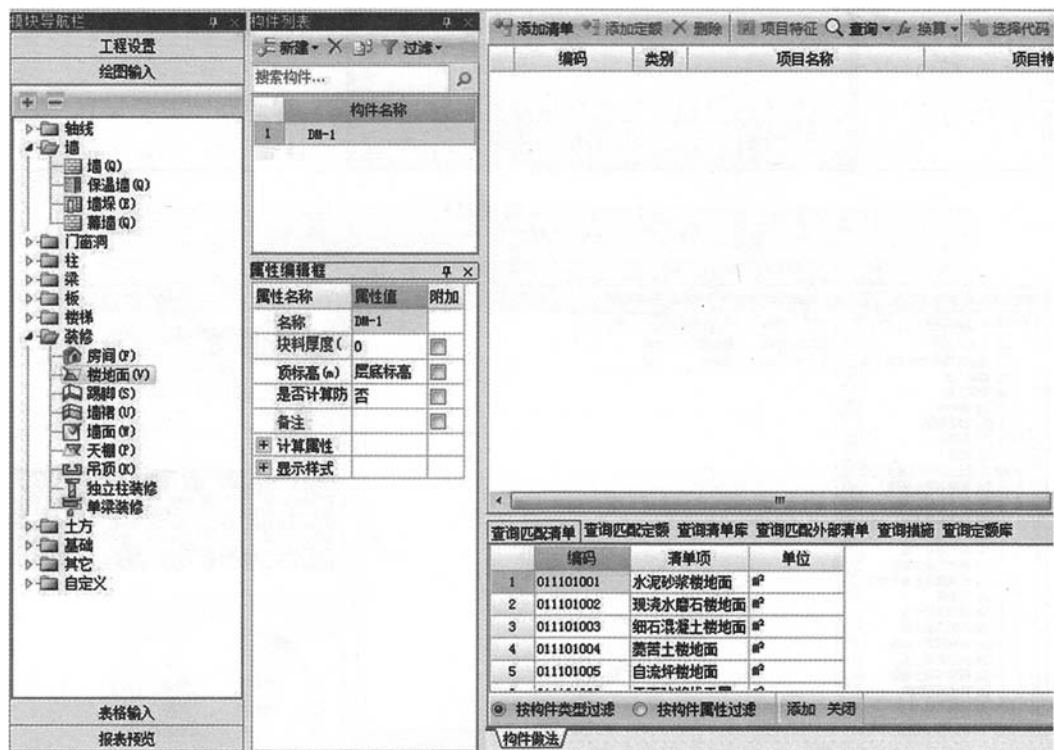 模块导航栏
工程设置
绘图输入
轴线
墙
墙(Q)
保温墙(Q)
墙垛(E)
幕墙(Q)
门窗洞
柱
梁
板
楼梯
装修
房间(F)
楼地面(V)
踢脚(S)
墙裙(U)
墙面(W)
天棚(P)
吊顶(K)
独立柱装修
单梁装修
土方
基础
其它
自定义
表格输入
报表预览
构件列表
新建 过滤
搜索构件...
构件名称
1 DM-1
属性编辑框
属性名称 属性值 附加
名称 DM-1
块料厚度( 0
顶标高(m) 层底标高
是否计算防 否
备注
计算属性
显示样式
添加清单 添加定额 删除 项目特征 查询 fx 换算 选择代码
编码 类别 项目名称 项目特
查询匹配清单 查询匹配定额 查询清单库 查询匹配外部清单 查询措施 查询定额库
编码 清单项 单位
1 011101001 水泥砂浆楼地面 m²
2 011101002 现浇水磨石楼地面 m²
3 011101003 细石混凝土楼地面 m²
4 011101004 菱苦土楼地面 m²
5 011101005 自流坪楼地面 m²
按构件类型过滤 按构件属性过滤 添加 关闭
构件做法